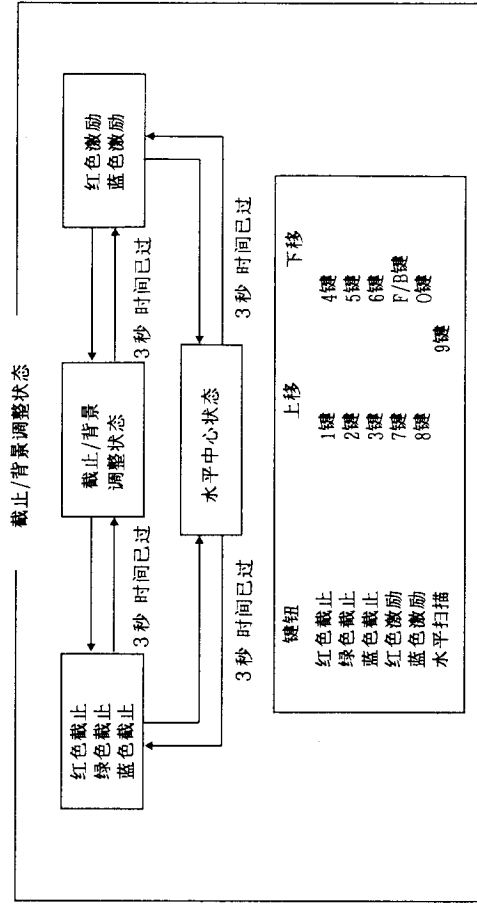 截止/背景调整状态
红色截止
绿色截止
蓝色截止
3秒 时间已过
截止/背景
调整状态
3秒 时间已过
红色激励
蓝色激励
3秒 时间已过
水平中心状态
3秒 时间已过
键钮 上移 下移
红色截止 1键 4键
绿色截止 2键 5键
蓝色截止 3键 6键
红色激励 7键 F/B键
蓝色激励 8键 0键
水平扫描 9键